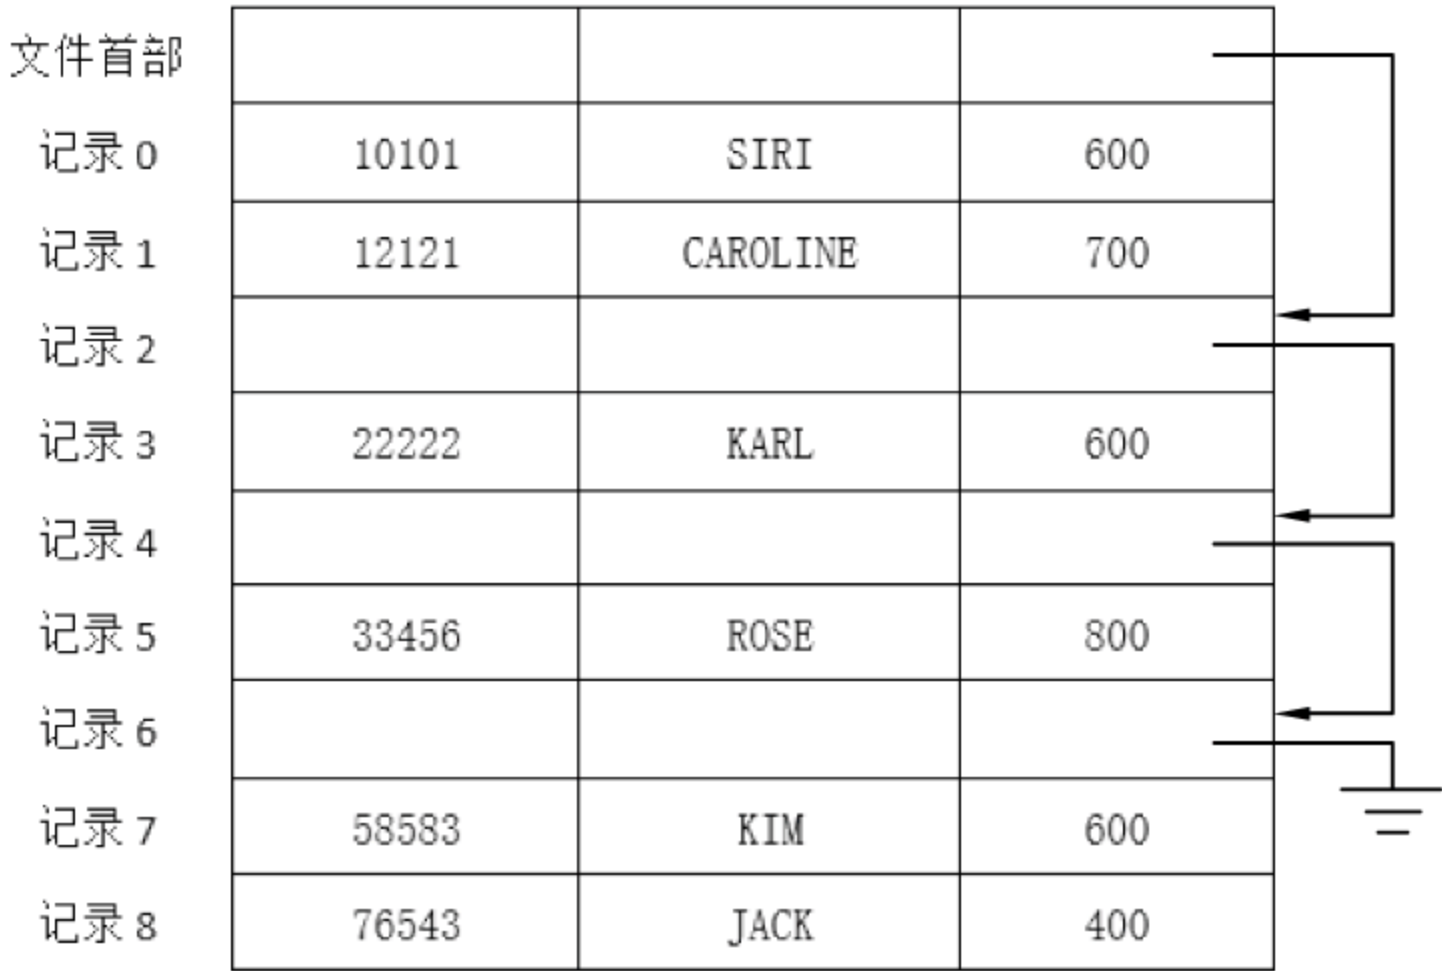 文件首部
记录 0 10101 SIRI 600
记录 1 12121 CAROLINE 700
记录 2
记录 3 22222 KARL 600
记录 4
记录 5 33456 ROSE 800
记录 6
记录 7 58583 KIM 600
记录 8 76543 JACK 400